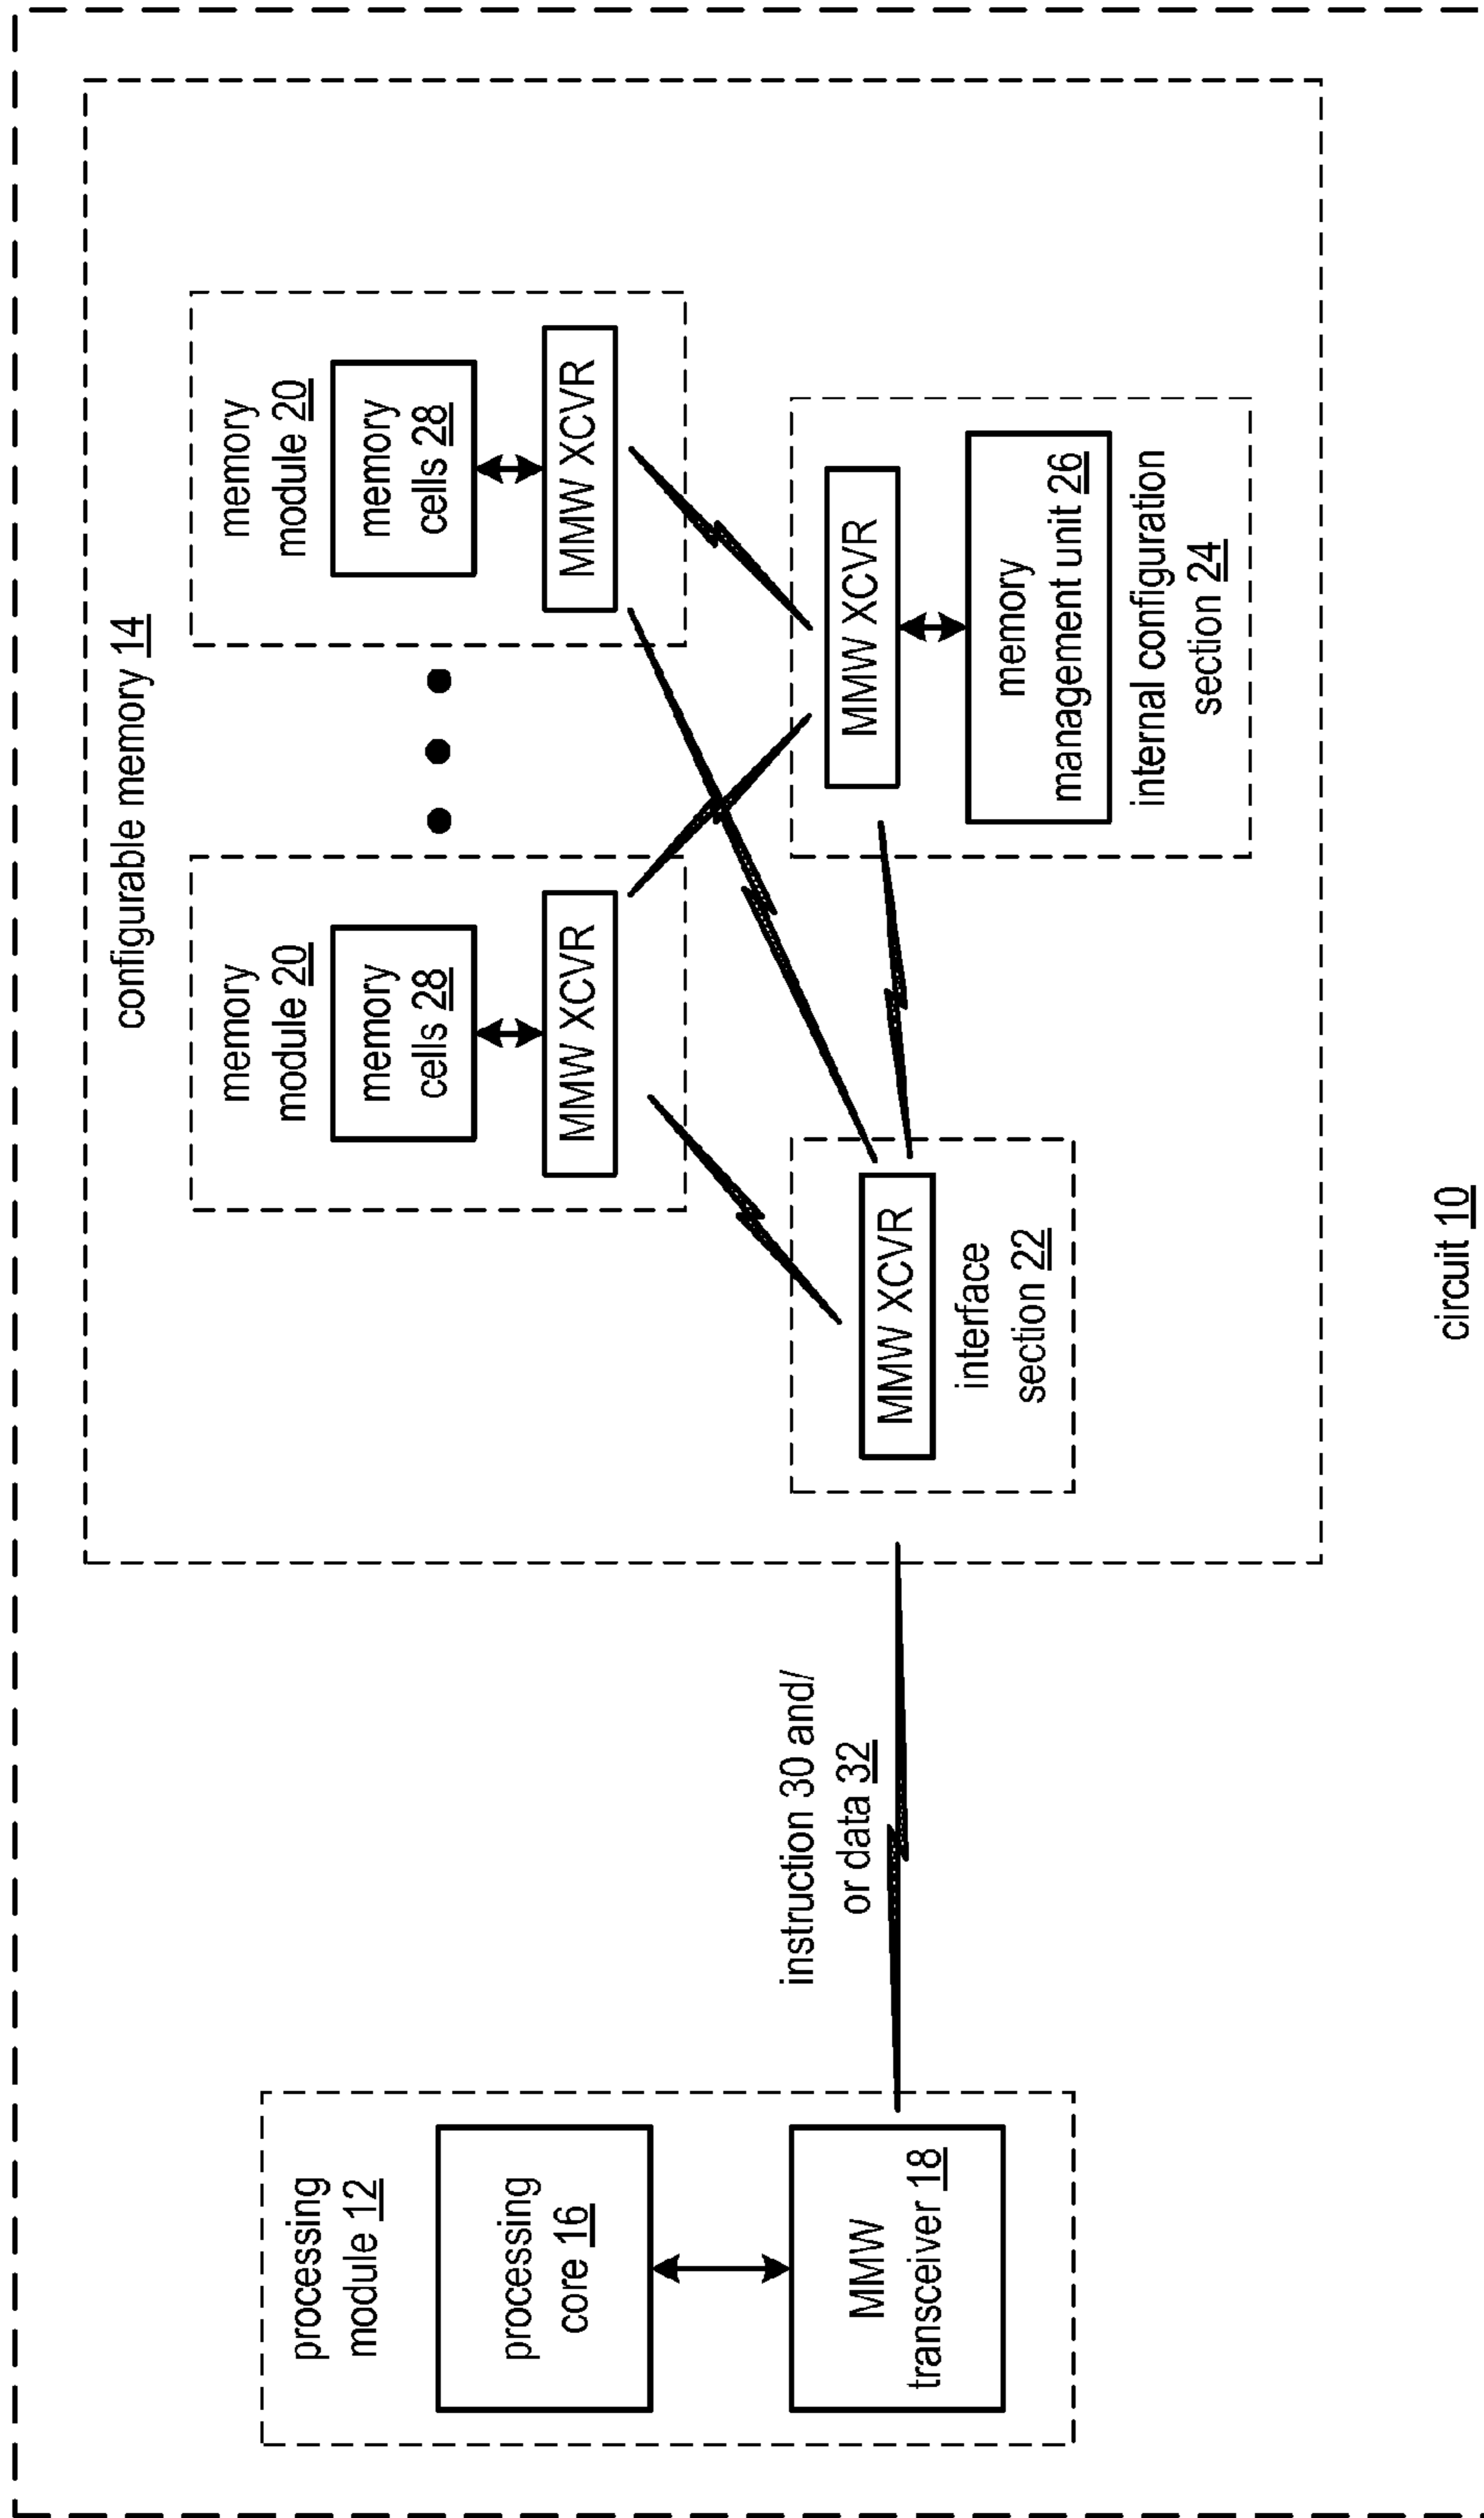 processing
module 12
processing
core 16
MMW
transceiver 18
instruction 30 and/
or data 32
configurable memory 14
memory
module 20
memory
cells 28
MMW XCVR
memory
module 20
memory
cells 28
MMW XCVR
MMW XCVR
interface
section 22
MMW XCVR
memory
management unit 26
internal configuration
section 24
circuit 10